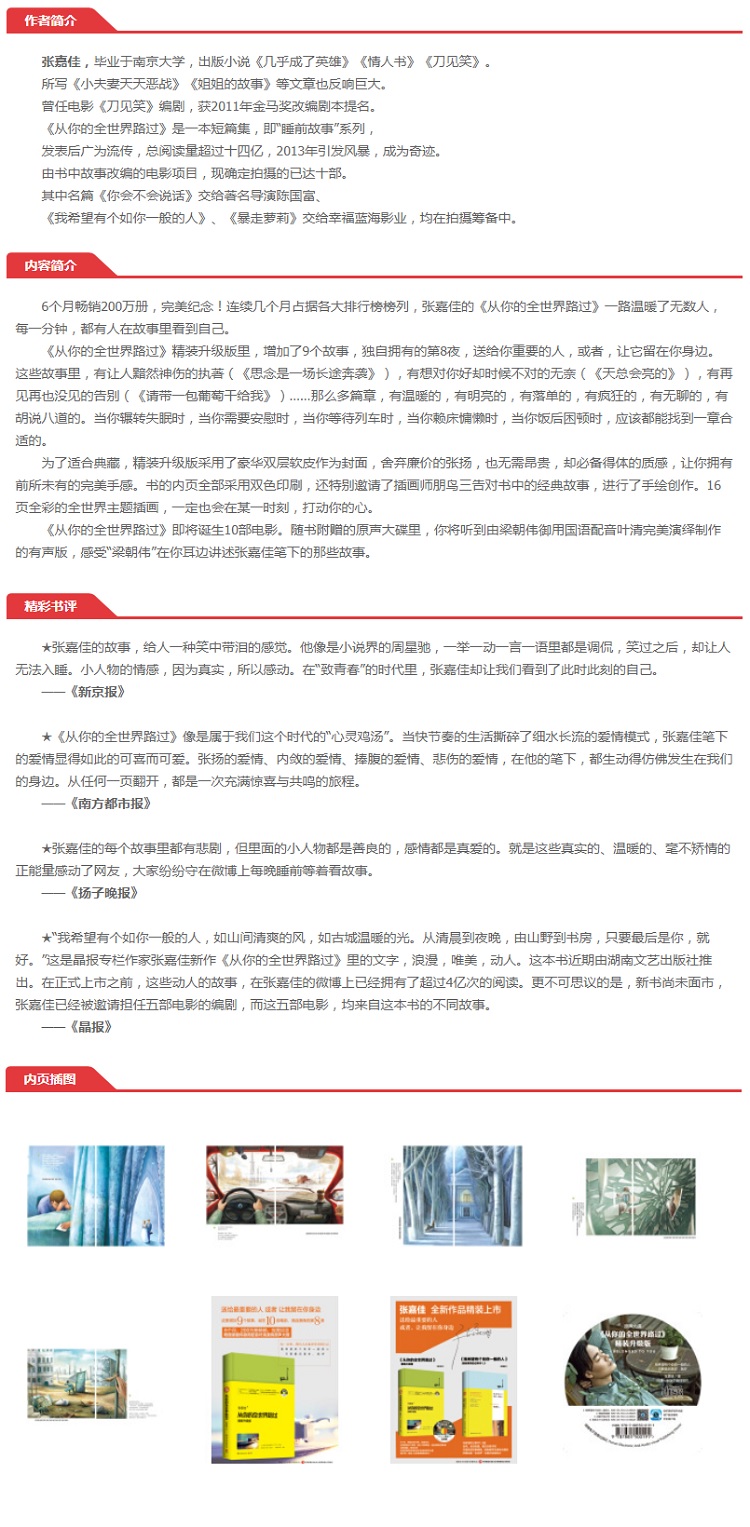 作者简介
张嘉佳，毕业于南京大学，出版小说《几乎成了英雄》《情人书》《刀见笑》。
所写《小夫妻天天恶战》《姐姐的故事》等文章也反响巨大。
曾任电影《刀见笑》编剧，获2011年金马奖改编剧本提名。
《从你的全世界路过》是一本短篇集，即“睡前故事”系列，
发表后广为流传，总阅读量超过十四亿，2013年引发风暴，成为奇迹。
由书中故事改编的电影项目，现确定拍摄的已达十部。
其中名篇《你会不会说话》交给著名导演陈国富、
《我希望有个如你一般的人》、《暴走萝莉》交给幸福蓝海影业，均在拍摄筹备中。
内容简介
6个月畅销200万册，完美纪念！连续几个月占据各大排行榜榜列，张嘉佳的《从你的全世界路过》一路温暖了无数人，
每一分钟，都有人在故事里看到自己。
《从你的全世界路过》精装升级版里，增加了9个故事，独自拥有的第8夜，送给你重要的人，或者，让它留在你身边。
这些故事里，有让人黯然神伤的执著（《思念是一场长途奔袭》），有想对你好却时候不对的无奈（《天总会亮的》），有再
见再也没见的告别（《请带一包葡萄干给我》）……那么多篇章，有温暖的，有明亮的，有落单的，有疯狂的，有无聊的，有
胡说八道的。当你辗转失眠时，当你需要安慰时，当你等待列车时，当你赖床慵懒时，当你饭后困顿时，应该都能找到一章合
适的。
为了适合典藏，精装升级版采用了豪华双层软皮作为封面，舍弃廉价的张扬，也无需昂贵，却必备得体的质感，让你拥有
前所未有的完美手感。书的内页全部采用双色印刷，还特别邀请了插画师朋鸟三告对书中的经典故事，进行了手绘创作。16
页全彩的全世界主题插画，一定也会在某一时刻，打动你的心。
《从你的全世界路过》即将诞生10部电影。随书附赠的原声大碟里，你将听到由梁朝伟御用国语配音叶清完美演绎制作
的有声版，感受“梁朝伟”在你耳边讲述张嘉佳笔下的那些故事。
精彩书评
★张嘉佳的故事，给人一种笑中带泪的感觉。他像是小说界的周星驰，一举一动一言一语里都是调侃，笑过之后，却让人
无法入睡。小人物的情感，因为真实，所以感动。在“致青春”的时代里，张嘉佳却让我们看到了此时此刻的自己。
——《新京报》
★《从你的全世界路过》像是属于我们这个时代的“心灵鸡汤”。当快节奏的生活撕碎了细水长流的爱情模式，张嘉佳笔下
的爱情显得如此的可喜而可爱。张扬的爱情、内敛的爱情、捧腹的爱情、悲伤的爱情，在他的笔下，都生动得仿佛发生在我们
的身边。从任何一页翻开，都是一次充满惊喜与共鸣的旅程。
——《南方都市报》
★张嘉佳的每个故事里都有悲剧，但里面的小人物都是善良的，感情都是真爱的。就是这些真实的、温暖的、毫不矫情的
正能量感动了网友，大家纷纷守在微博上每晚睡前等着看故事。
——《扬子晚报》
★“我希望有个如你一般的人，如山间清爽的风，如古城温暖的光。从清晨到夜晚，由山野到书房，只要最后是你，就
好。”这是晶报专栏作家张嘉佳新作《从你的全世界路过》里的文字，浪漫，唯美，动人。这本书近期由湖南文艺出版社推
出。在正式上市之前，这些动人的故事，在张嘉佳的微博上已经拥有了超过4亿次的阅读。更不可思议的是，新书尚未面市，
张嘉佳已经被邀请担任五部电影的编剧，而这五部电影，均来自这本书的不同故事。
——《晶报》
内页插图
送给最重要的人 或者 让我留在你身边
张嘉佳 全新作品精装上市
送给最重要的人
或者，让它留在你身边
《从你的全世界路过》
精装升级版